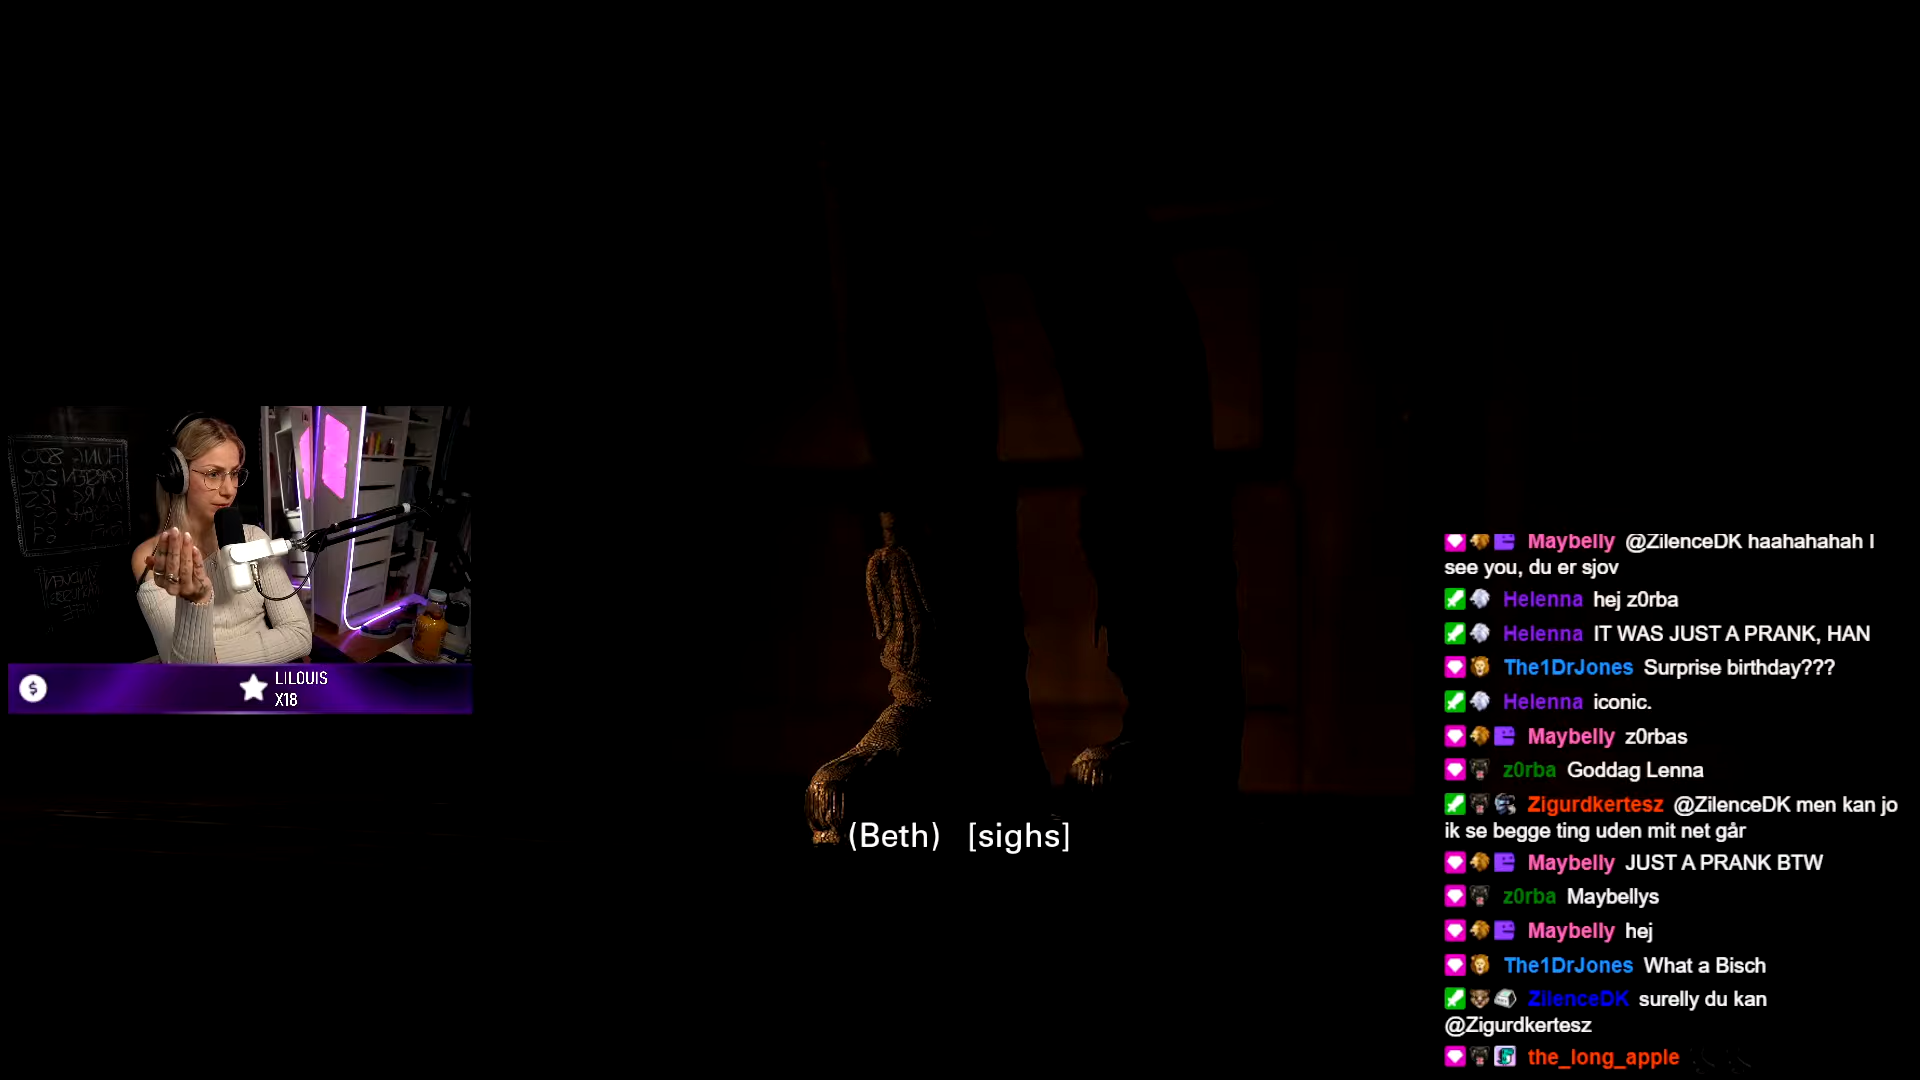 LILOUIS
X18
$
(Beth) [sighs]
Maybelly @ZilenceDK haahahahah I
see you, du er sjov
Helenna hej z0rba
Helenna IT WAS JUST A PRANK, HAN
The1DrJones Surprise birthday???
Helenna iconic.
Maybelly z0rbas
z0rba Goddag Lenna
Zigurdkertesz @ZilenceDK men kan jo
ik se begge ting uden mit net går
Maybelly JUST A PRANK BTW
z0rba Maybellys
Maybelly hej
The1DrJones What a Bisch
ZilenceDK surelly du kan
@Zigurdkertesz
the_long_apple